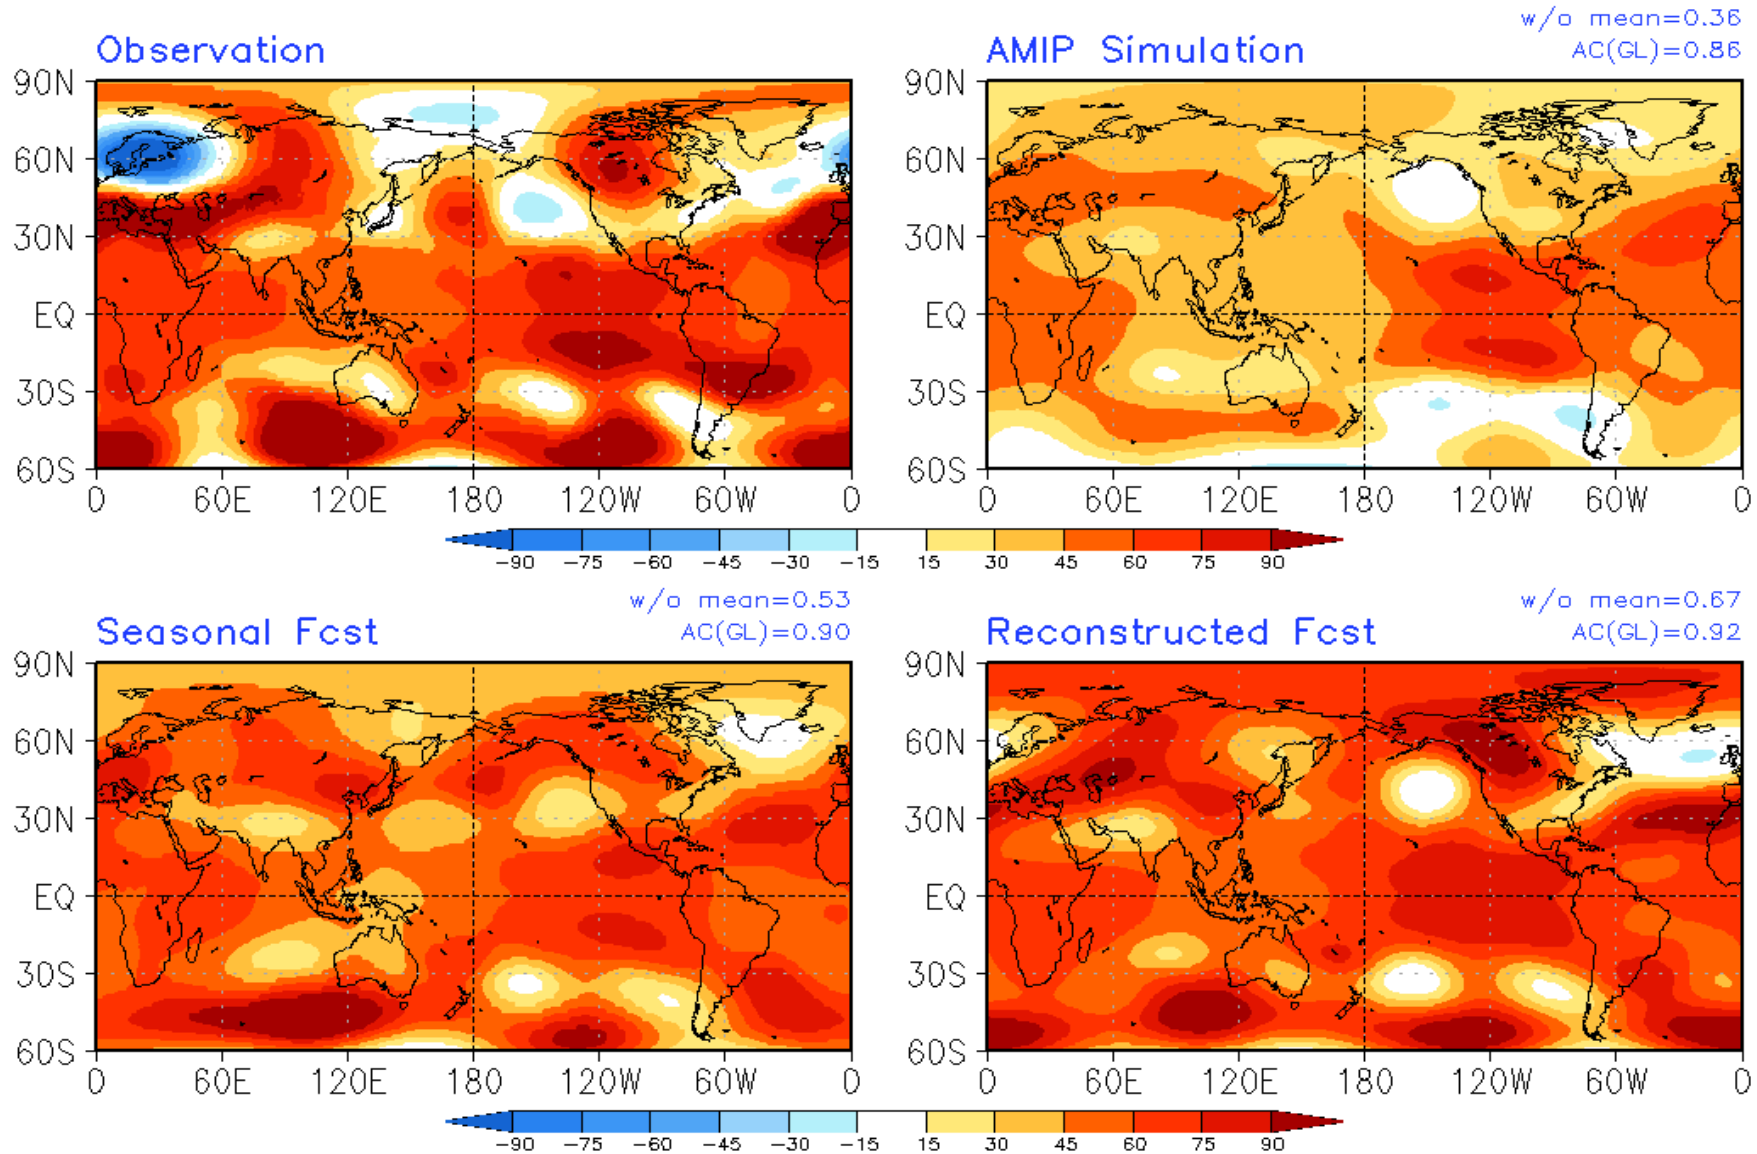 w/o mean=0.36
Observation
AMIP Simulation
AC(GL)=0.86
90N
60N
30N
EQ
30S
60S
0 60E 120E 180 120W 60W 0
90N
60N
30N
EQ
30S
60S
0 60E 120E 180 120W 60W 0
-90 -75 -60 -45 -30 -15 15 30 45 60 75 90
w/o mean=0.53
Seasonal Fcst
AC(GL)=0.90
w/o mean=0.67
Reconstructed Fcst
AC(GL)=0.92
90N
60N
30N
EQ
30S
60S
0 60E 120E 180 120W 60W 0
90N
60N
30N
EQ
30S
60S
0 60E 120E 180 120W 60W 0
-90 -75 -60 -45 -30 -15 15 30 45 60 75 90